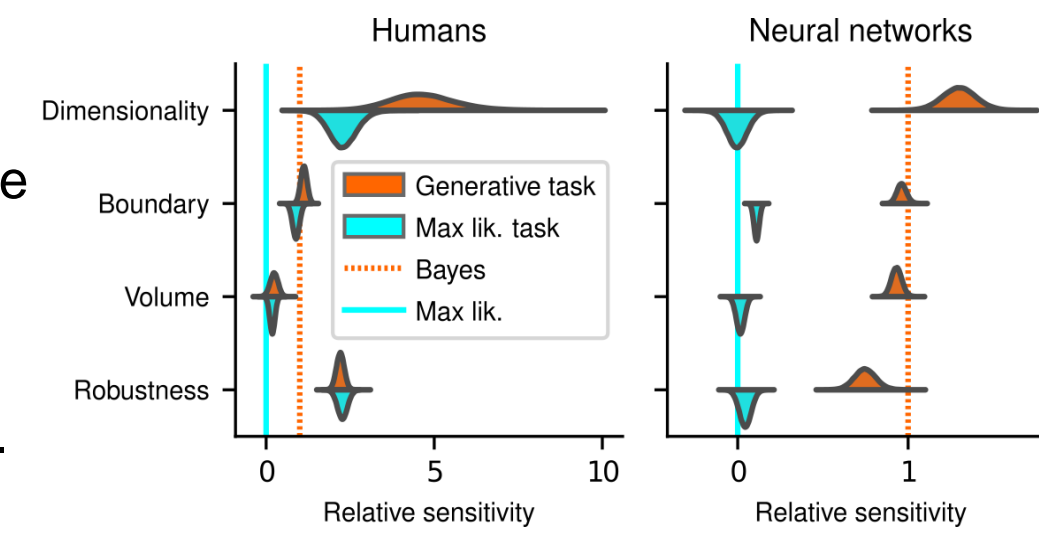 Humans
Neural networks
Dimensionality
e
Boundary
Volume
Robustness
Generative task
Max lik. task
Bayes
Max lik.
.
0 5 10
0 1
Relative sensitivity
Relative sensitivity